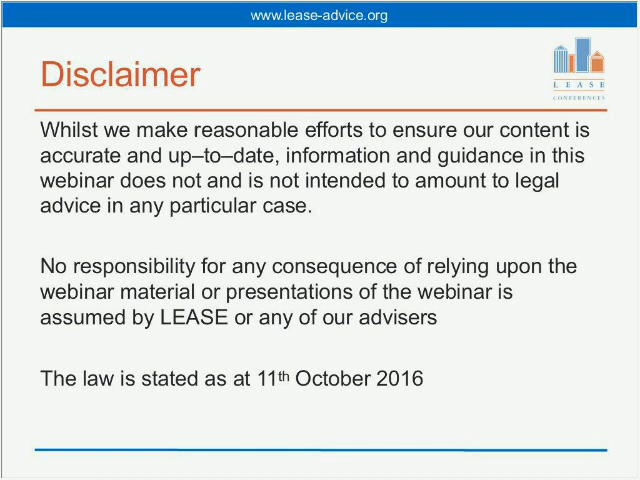 www.lease-advice.org
Disclaimer
LEASE
CONFERENCES
Whilst we make reasonable efforts to ensure our content is
accurate and up–to–date, information and guidance in this
webinar does not and is not intended to amount to legal
advice in any particular case.
No responsibility for any consequence of relying upon the
webinar material or presentations of the webinar is
assumed by LEASE or any of our advisers
The law is stated as at 11th October 2016